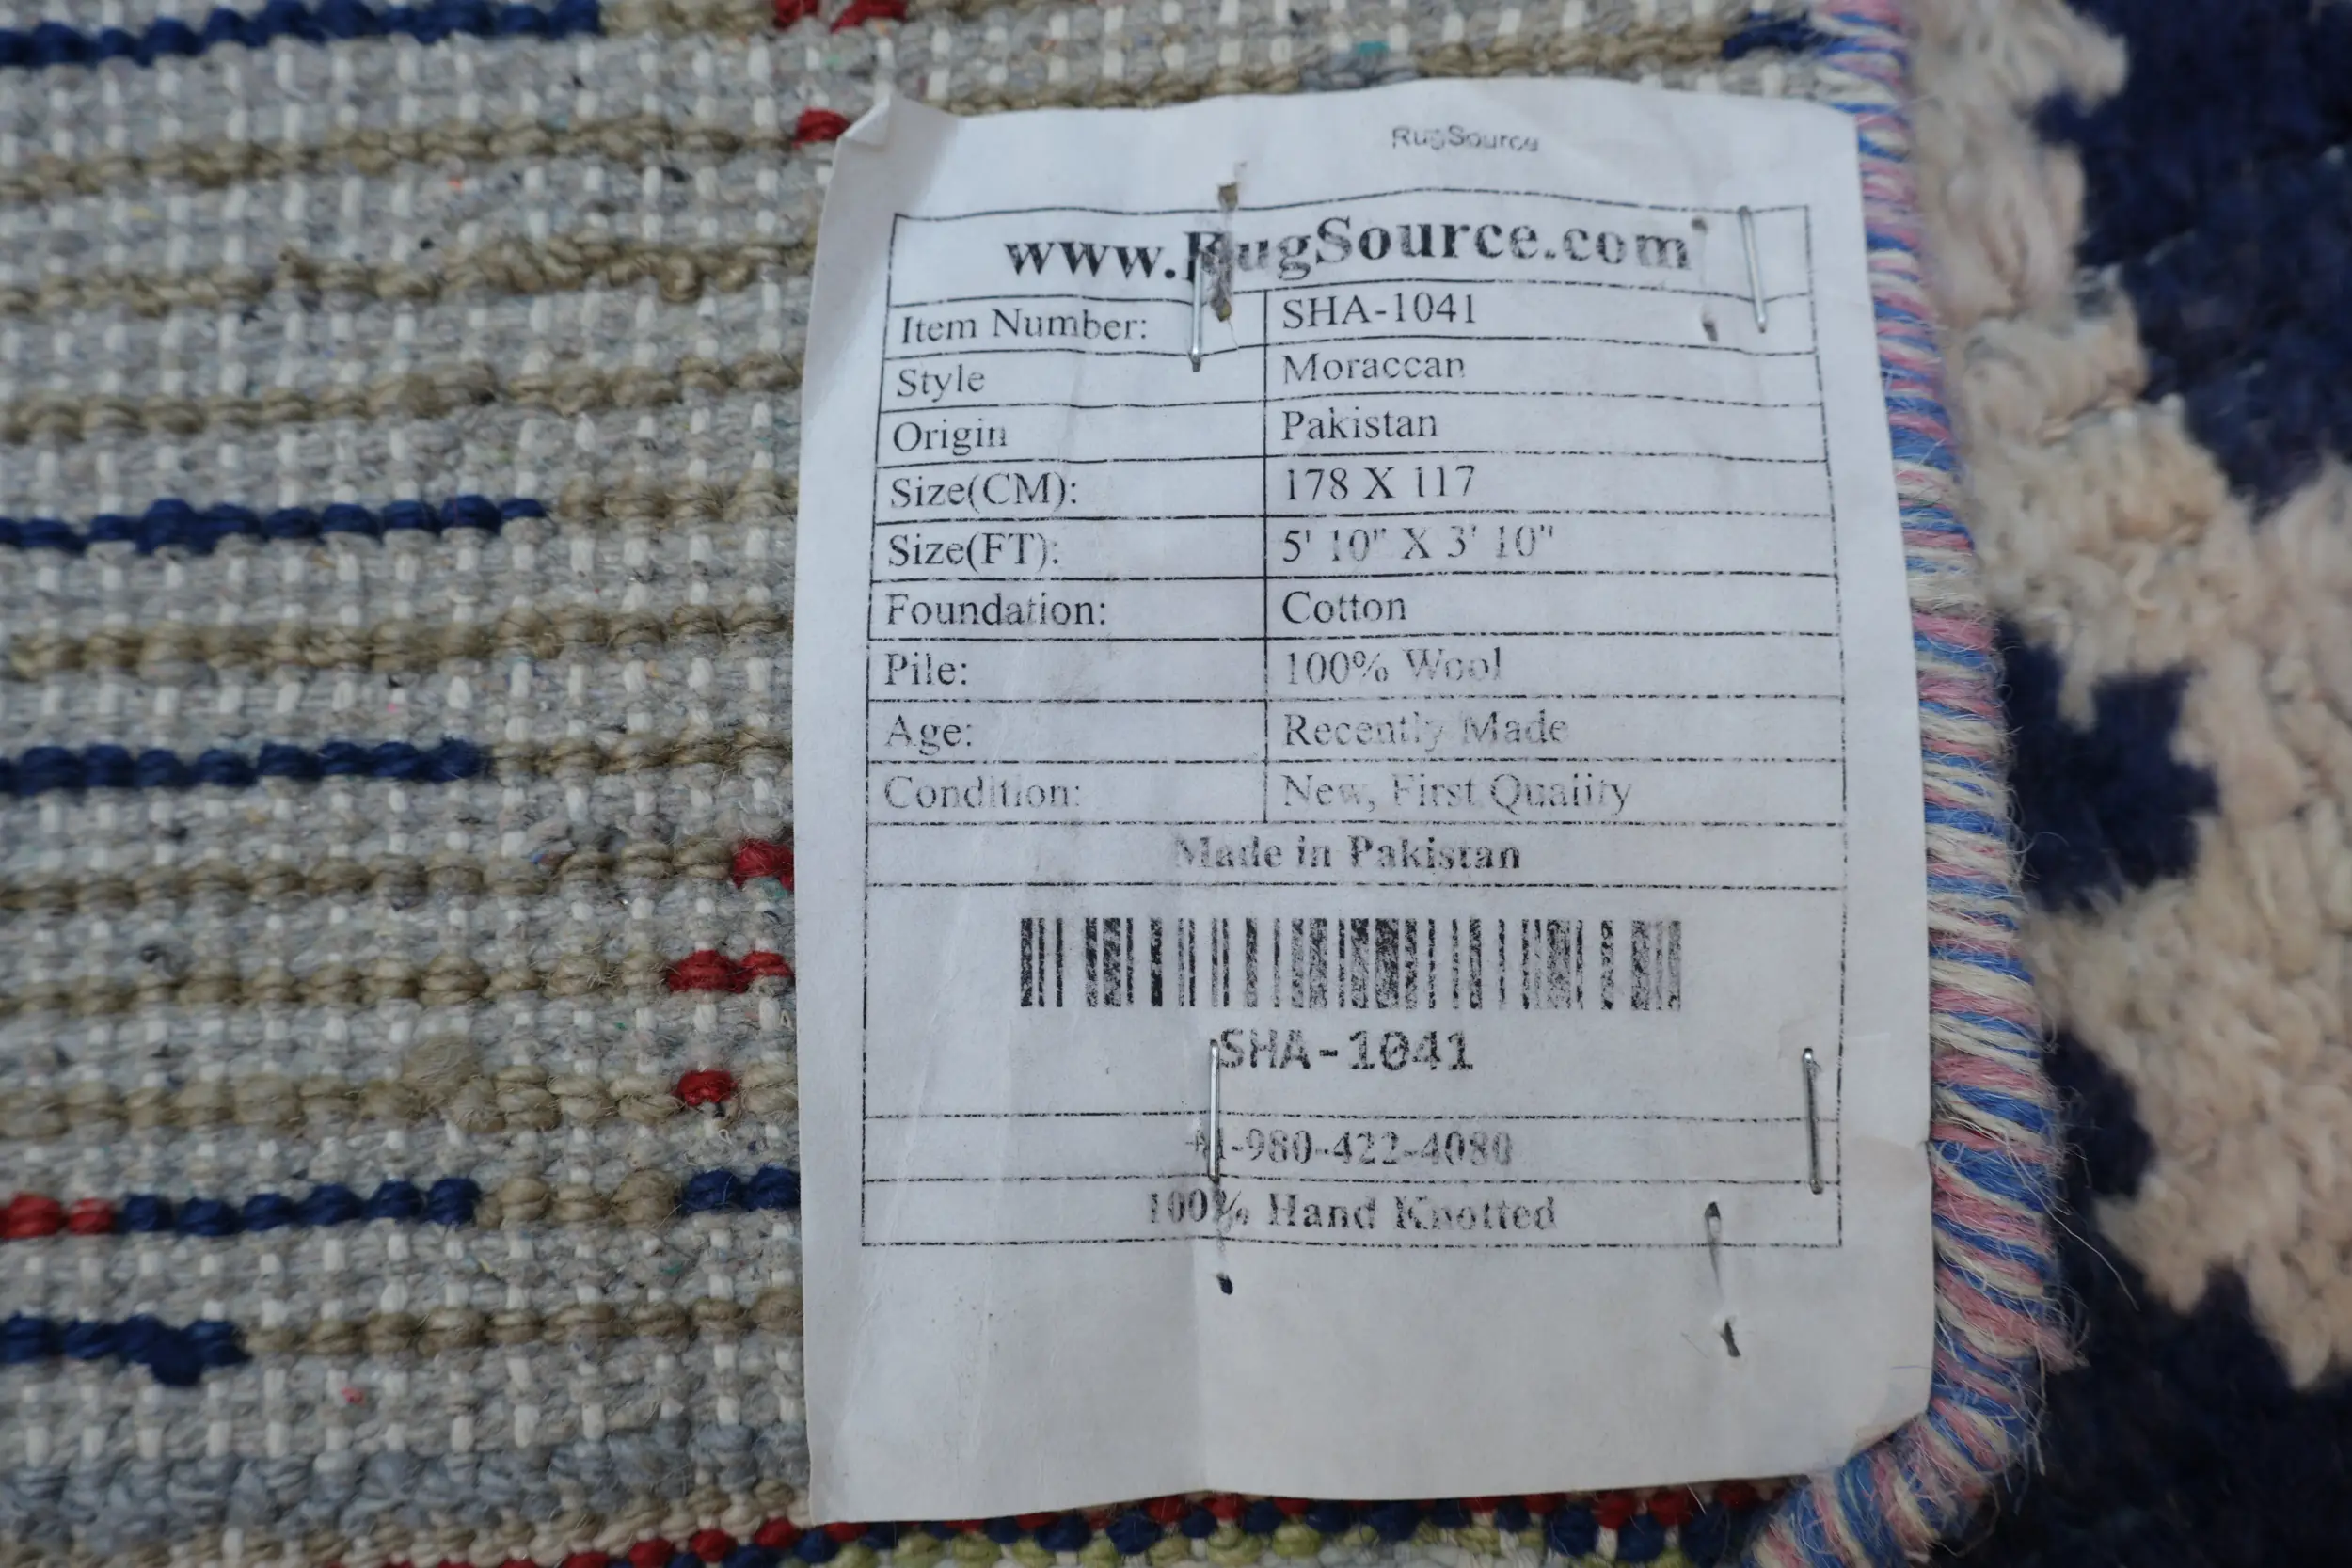 RugSource
www.RugSource.com
Item Number: SHA-1041
Style Moraccan
Origin Pakistan
Size(CM): 178 X 117
Size(FT): 5' 10" X 3' 10"
Foundation: Cotton
Pile: 100% Wool
Age: Recently Made
Condition: New, First Quality
Made in Pakistan
SHA-1041
+1-980-422-4080
100% Hand Knotted